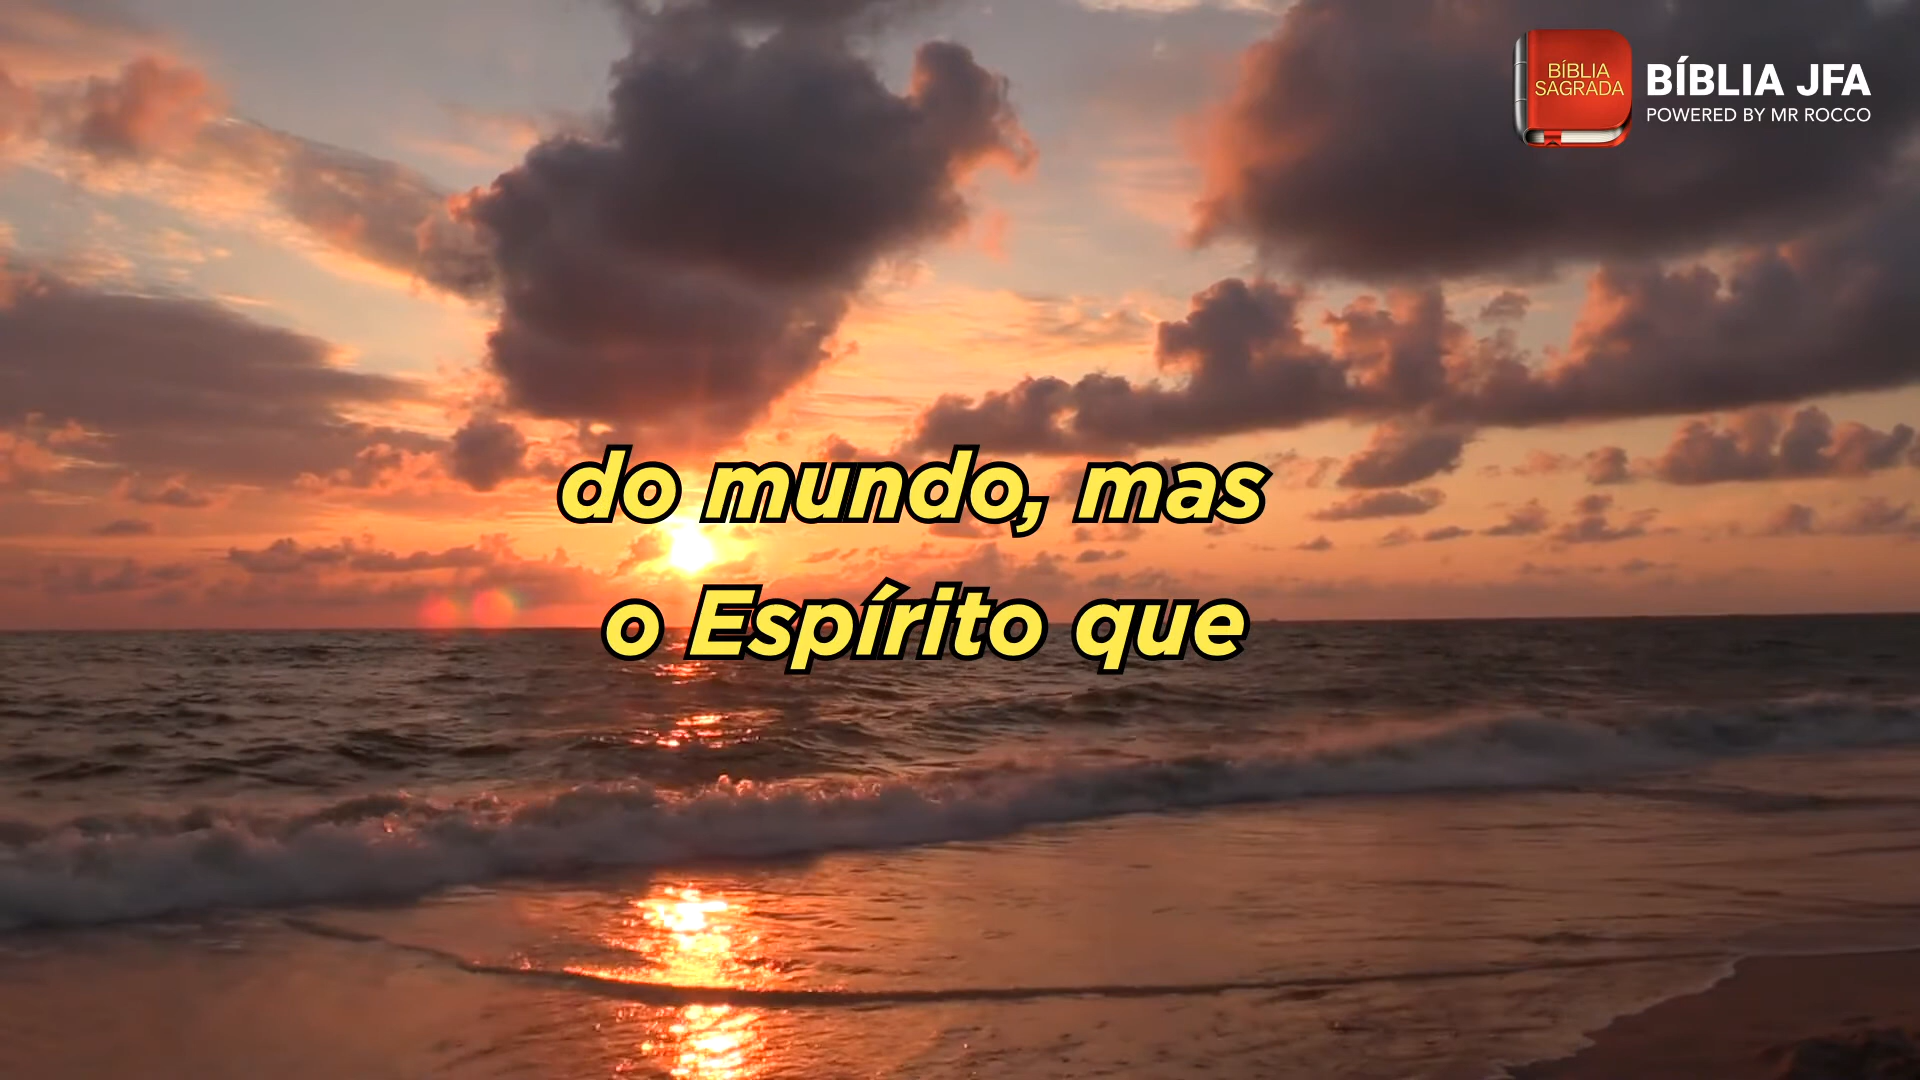 BÍBLIA
SAGRADA
BÍBLIA JFA
POWERED BY MR ROCCO
do mundo, mas
o Espírito que